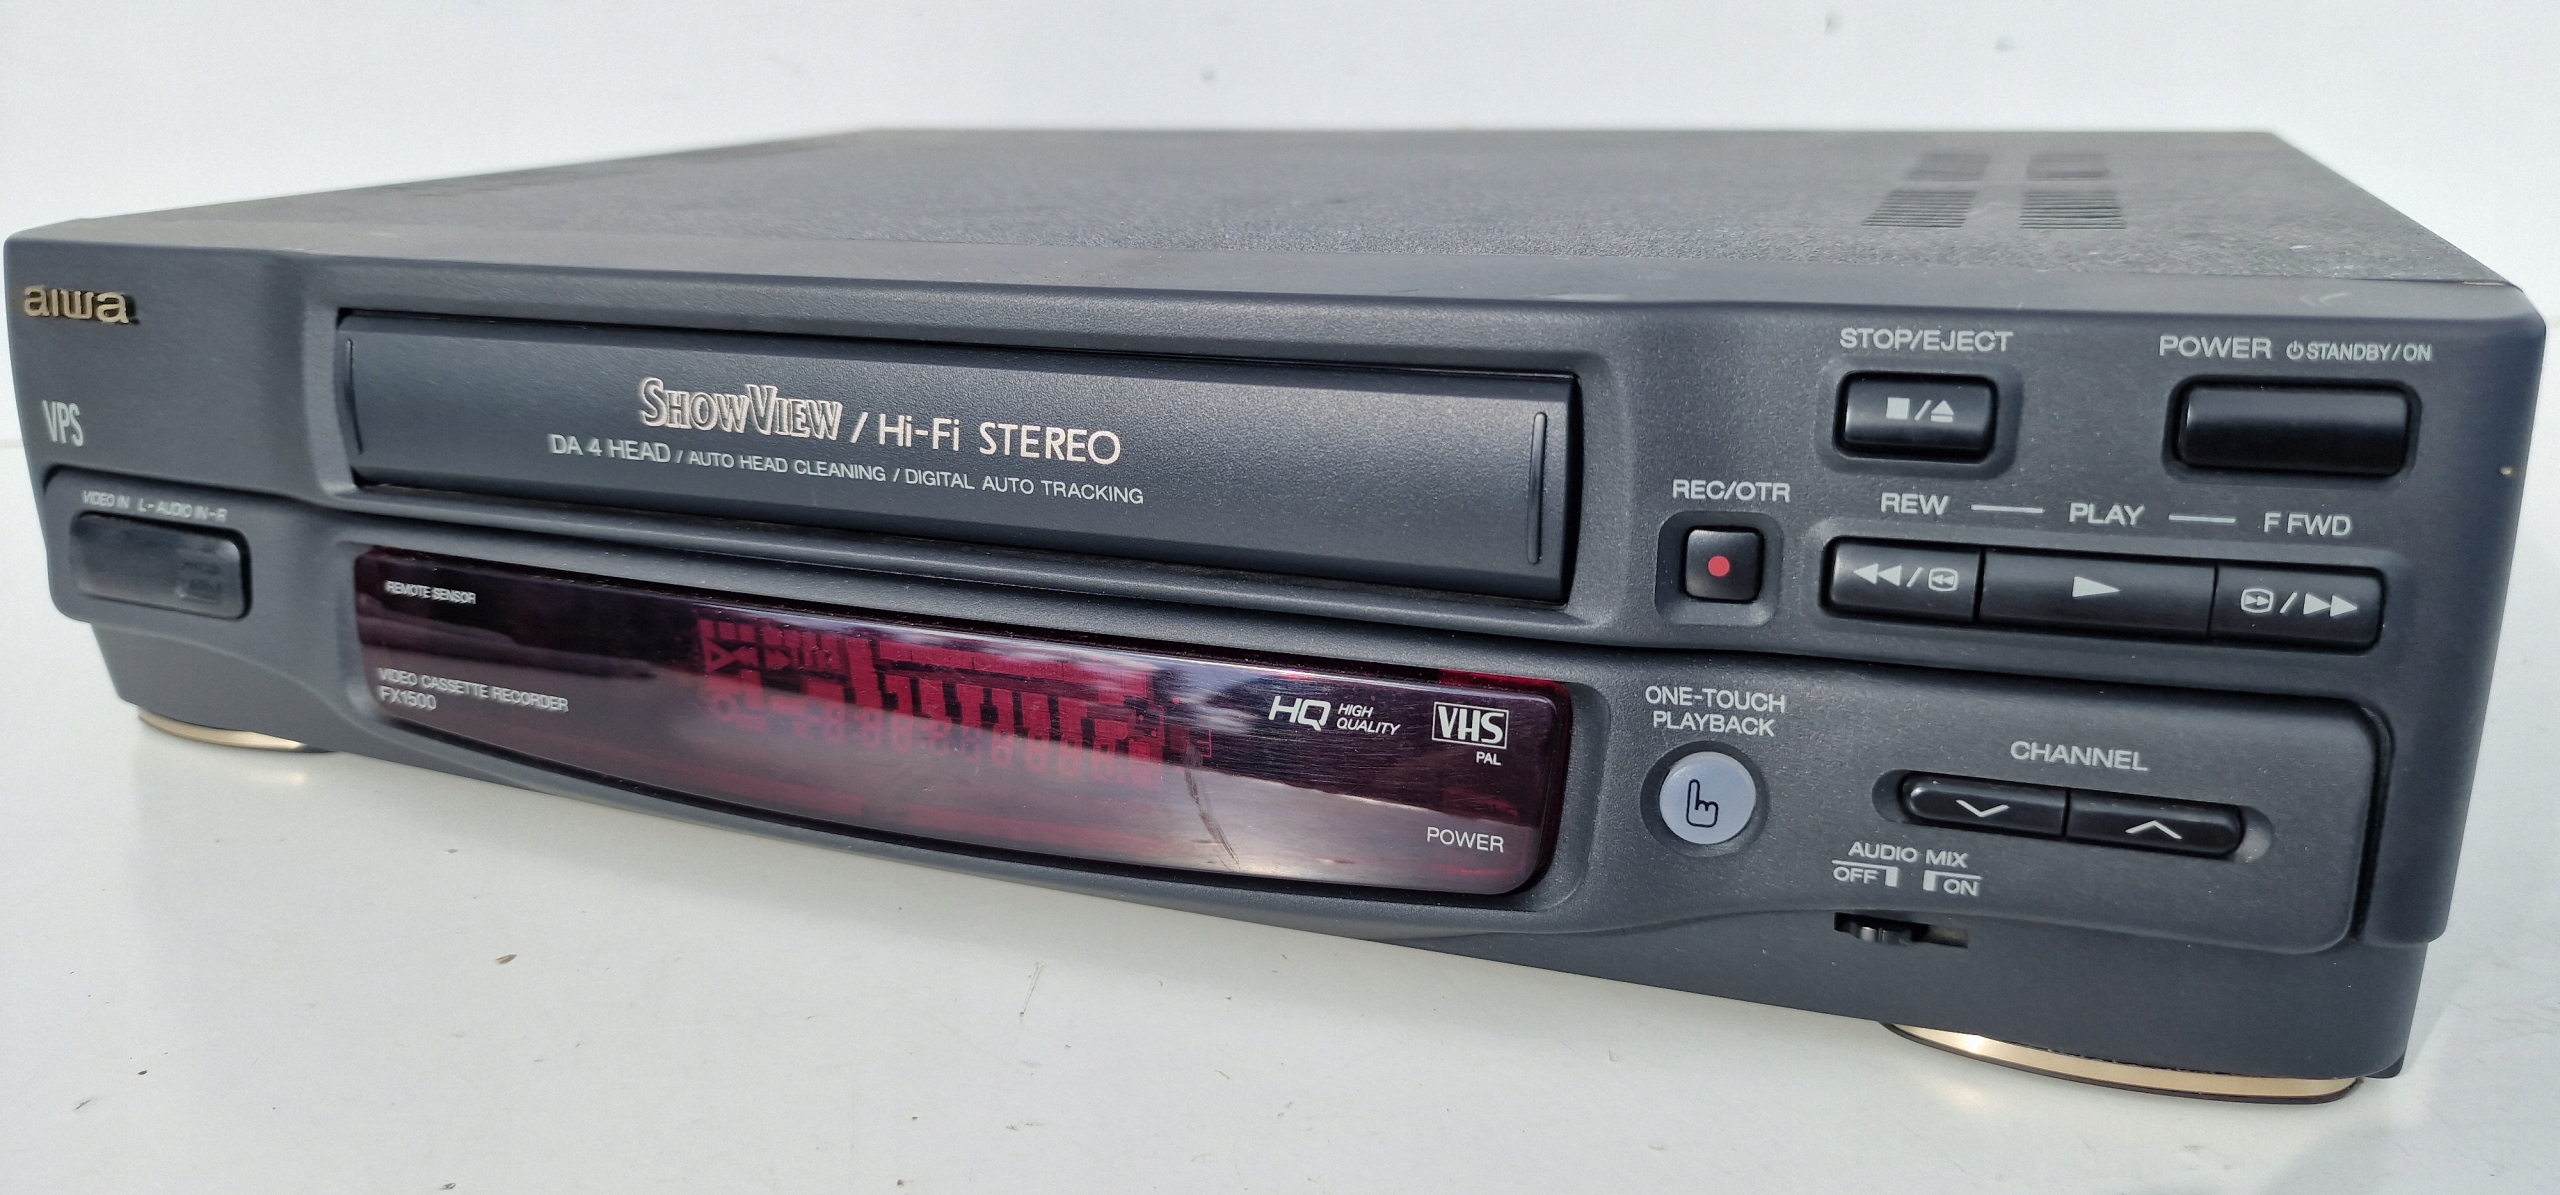 aiwa
VPS
VIDEO IN L-AUDIO IN-R
SHOWVIEW / Hi-Fi STEREO
DA 4 HEAD / AUTO HEAD CLEANING / DIGITAL AUTO TRACKING
REMOTE SENSOR
VIDEO CASSETTE RECORDER
FX1500
HQ HIGH QUALITY
VHS
PAL
POWER
STOP/EJECT
POWER STANDBY/ON
REC/OTR
REW PLAY F FWD
ONE-TOUCH
PLAYBACK
CHANNEL
AUDIO MIX
OFF ON